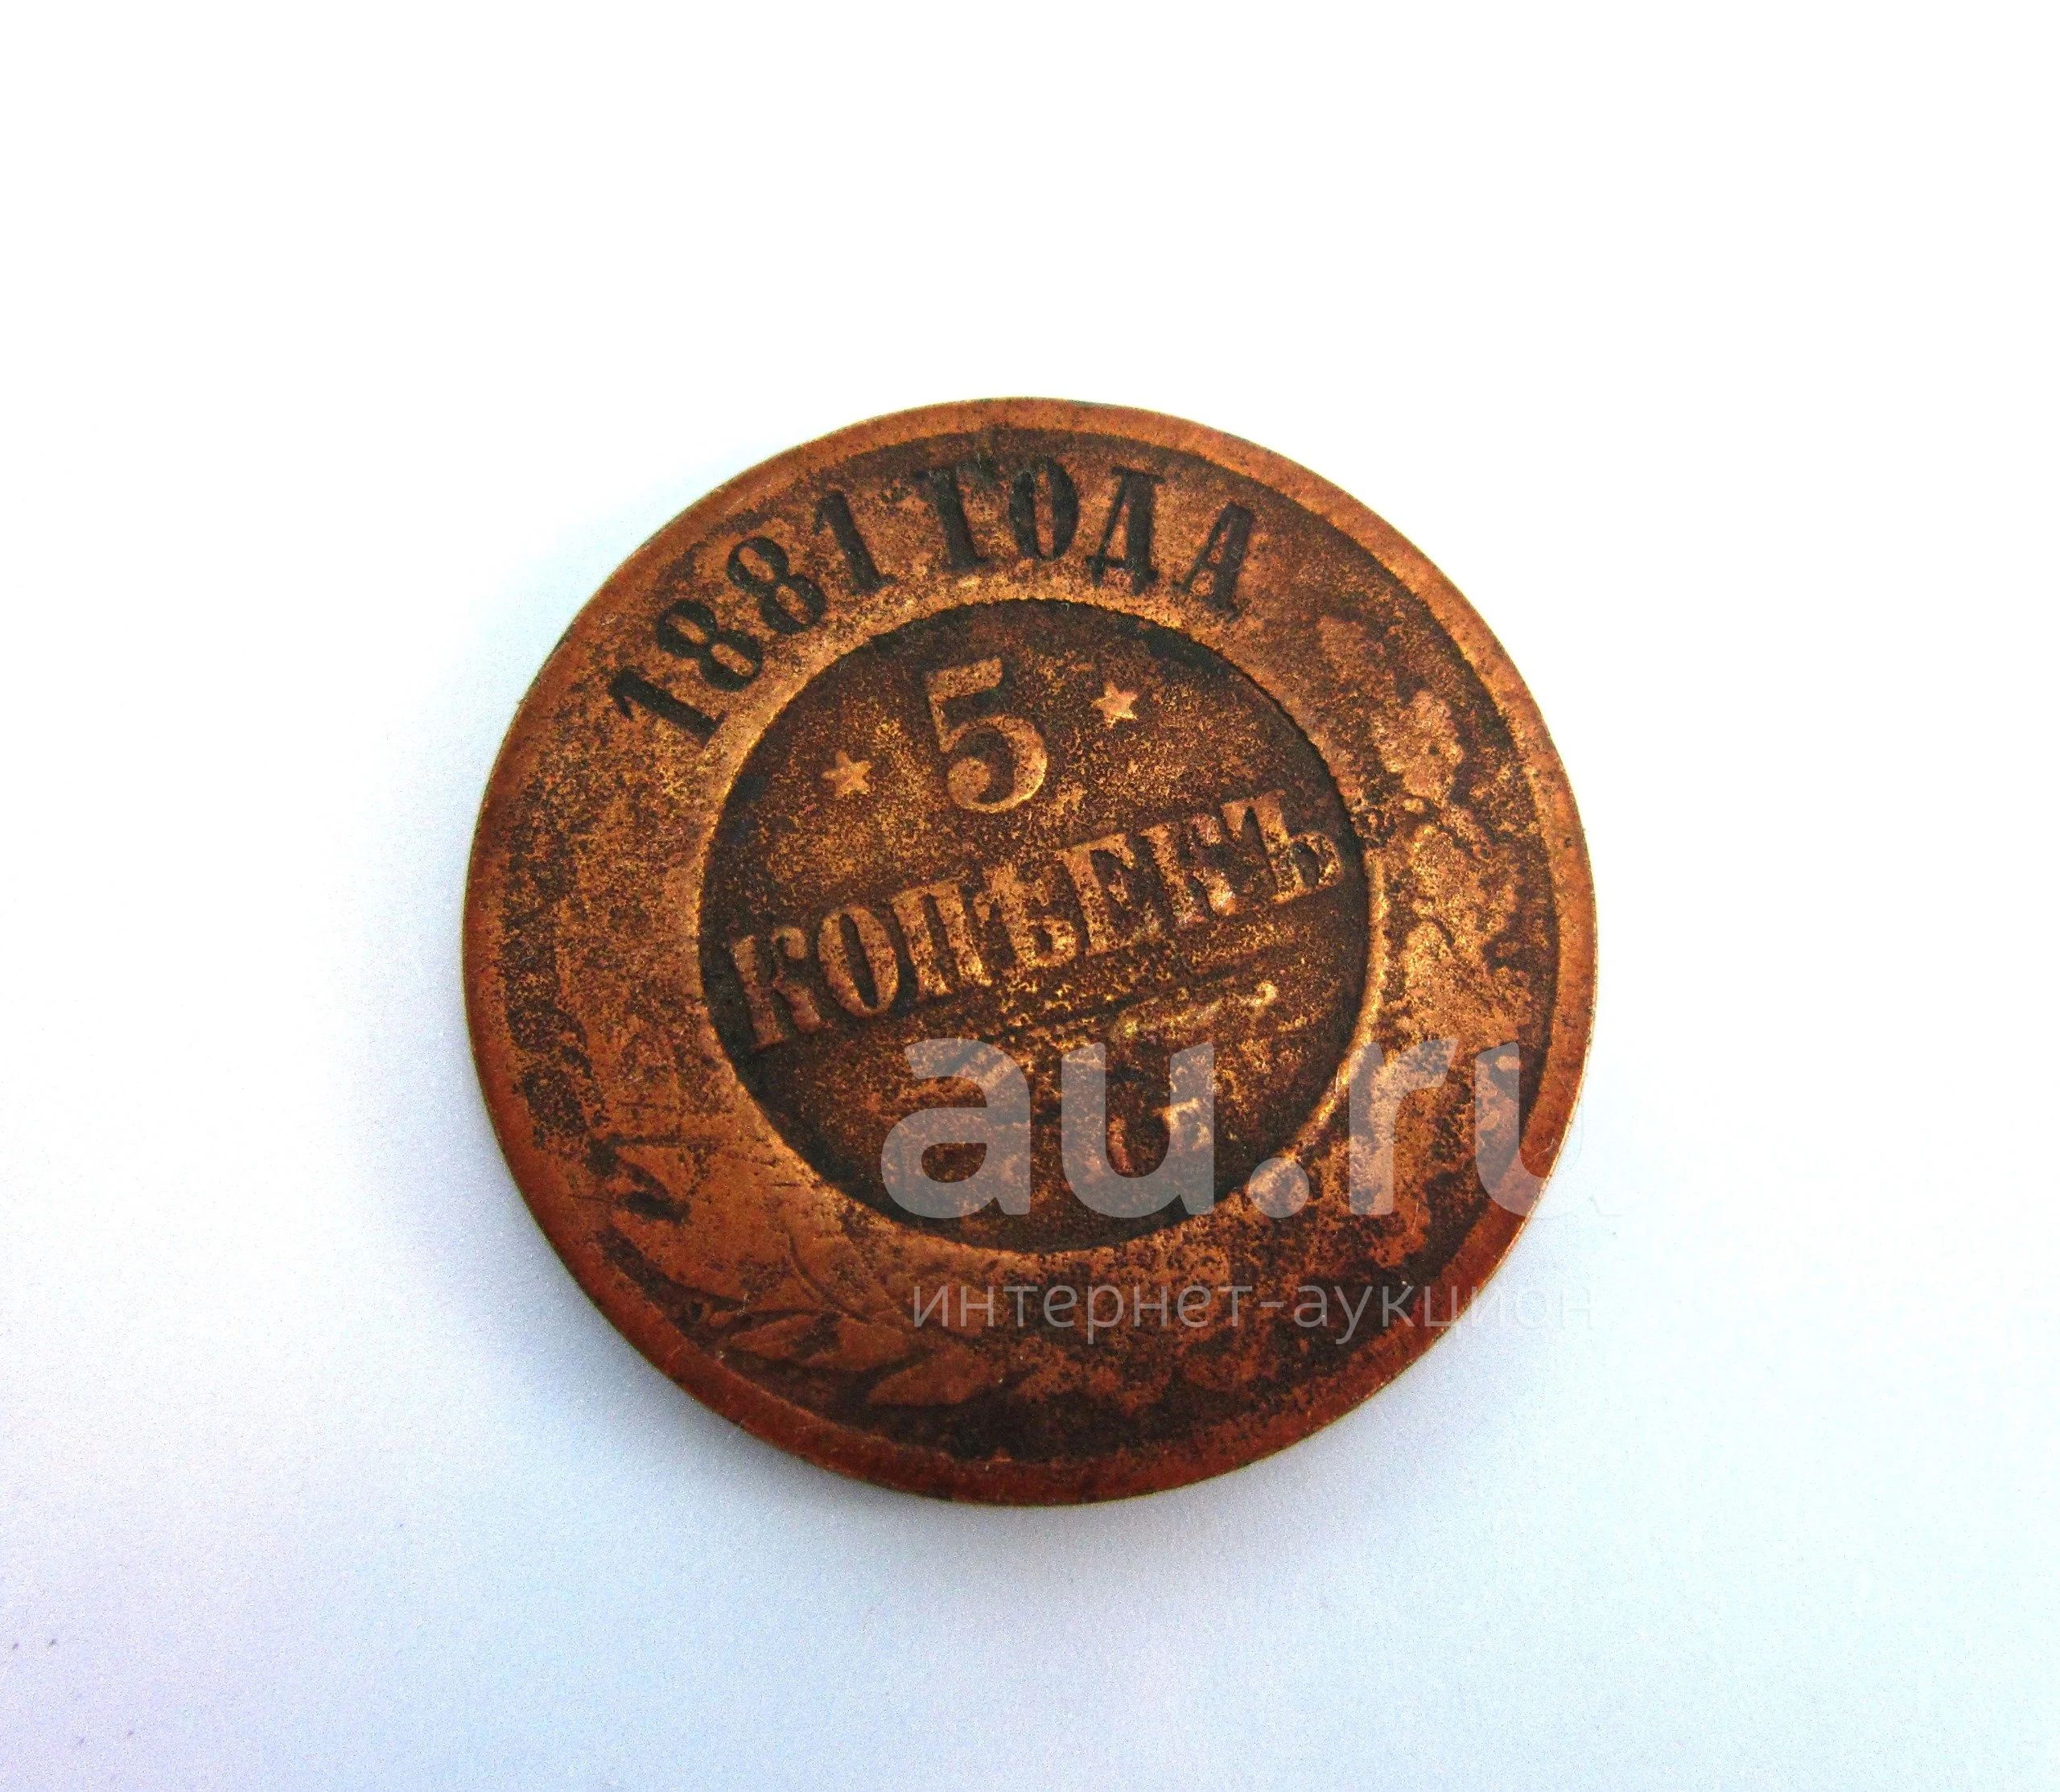 1881 ГОДА
5
КОПѢЕКЪ
au.ru
интернет-аукцион